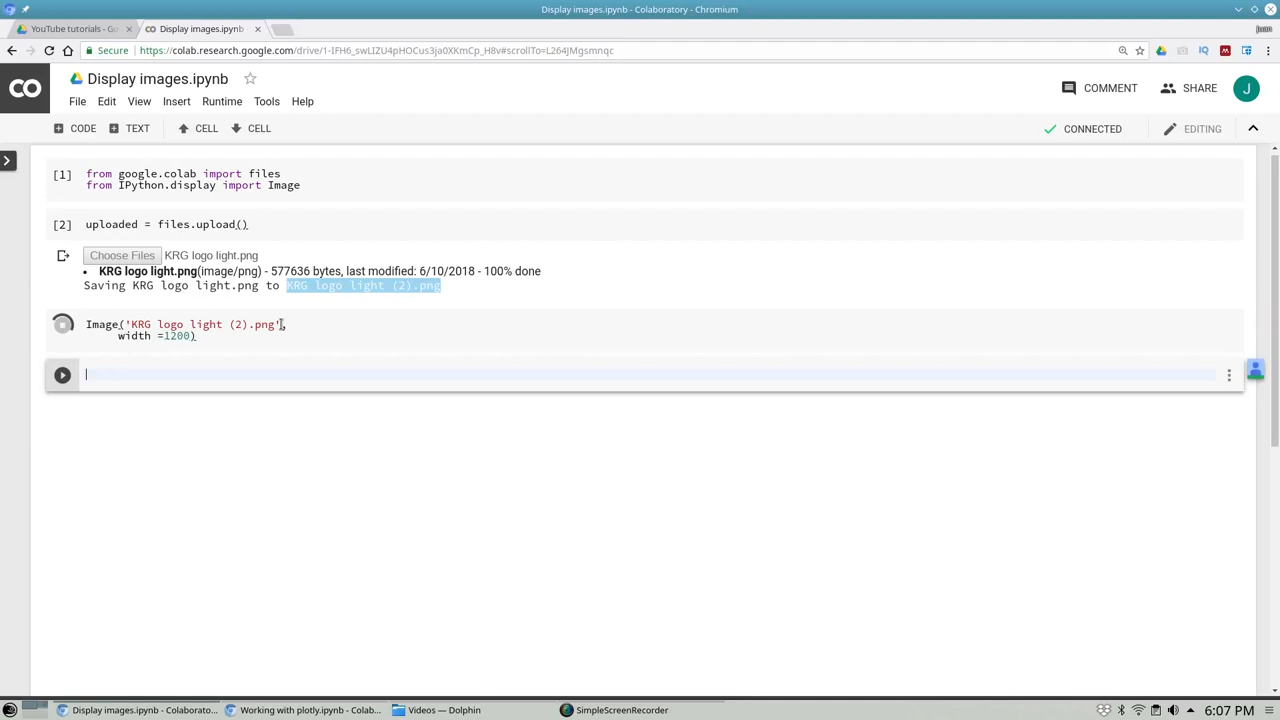 Display images.ipynb - Colaboratory - Chromium
YouTube tutorials - Go
Display images.ipynb
juan
Secure
https://colab.research.google.com/drive/1-IFH6_swLIZU4pHOCus3ja0XKmCp_H8v#scrollTo=L264JMgsmnqc
CO
Display images.ipynb
COMMENT
SHARE
J
File Edit View Insert Runtime Tools Help
CODE TEXT CELL CELL
CONNECTED
EDITING
[1] from google.colab import files
from IPython.display import Image
[2] uploaded = files.upload()
Choose Files KRG logo light.png
• KRG logo light.png(image/png) - 577636 bytes, last modified: 6/10/2018 - 100% done
Saving KRG logo light.png to KRG logo light (2).png
Image('KRG logo light (2).png',
width =1200)
Display images.ipynb - Colaborato...
Working with plotly.ipynb - Colab...
Videos — Dolphin
SimpleScreenRecorder
6:07 PM